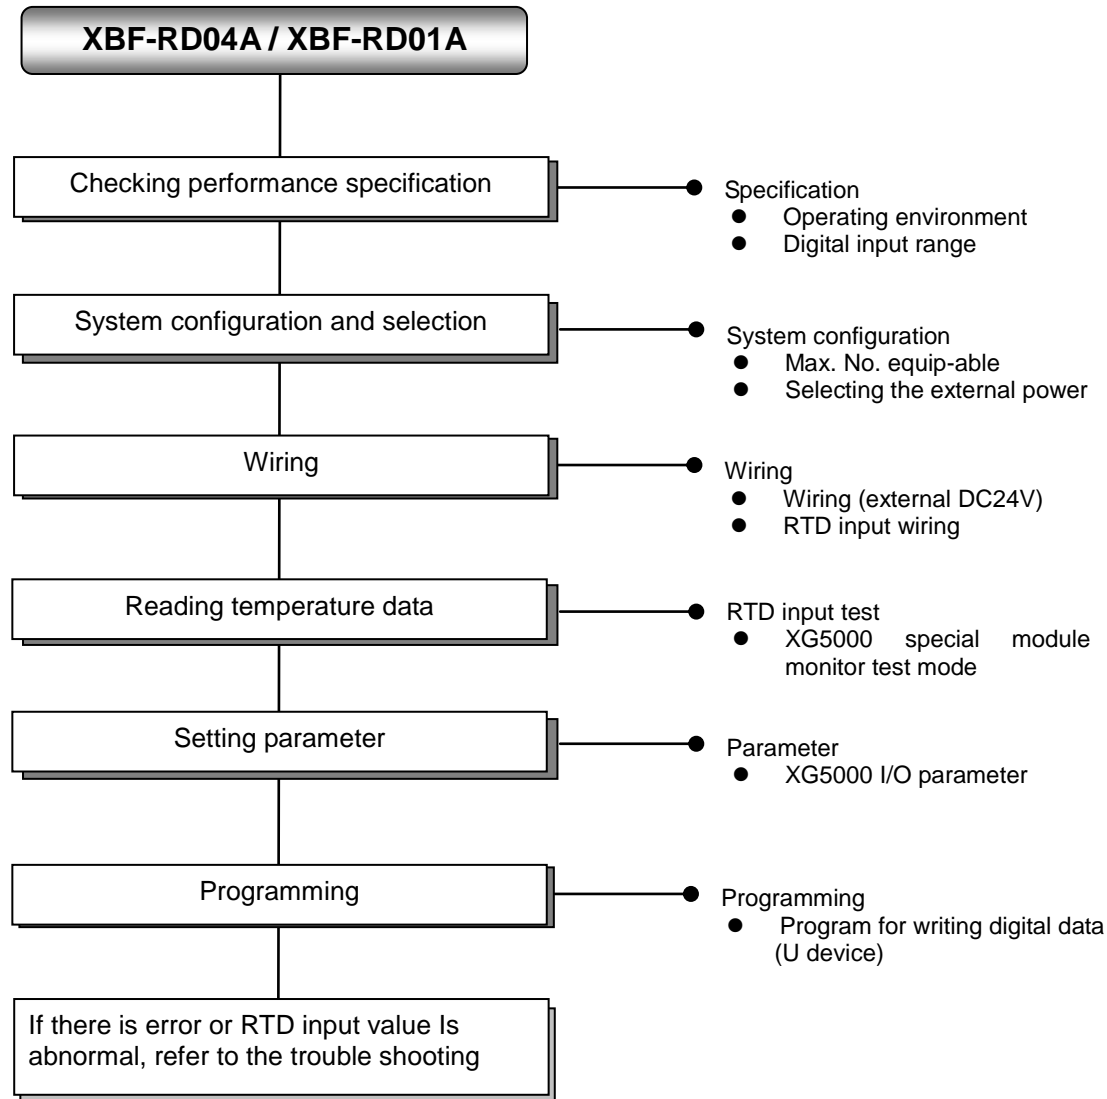 XBF-RD04A / XBF-RD01A
Checking performance specification
Specification
● Operating environment
● Digital input range
System configuration and selection
System configuration
● Max. No. equip-able
● Selecting the external power
Wiring
Wiring
● Wiring (external DC24V)
● RTD input wiring
Reading temperature data
RTD input test
● XG5000 special module
monitor test mode
Setting parameter
Parameter
● XG5000 I/O parameter
Programming
Programming
● Program for writing digital data
(U device)
If there is error or RTD input value Is
abnormal, refer to the trouble shooting